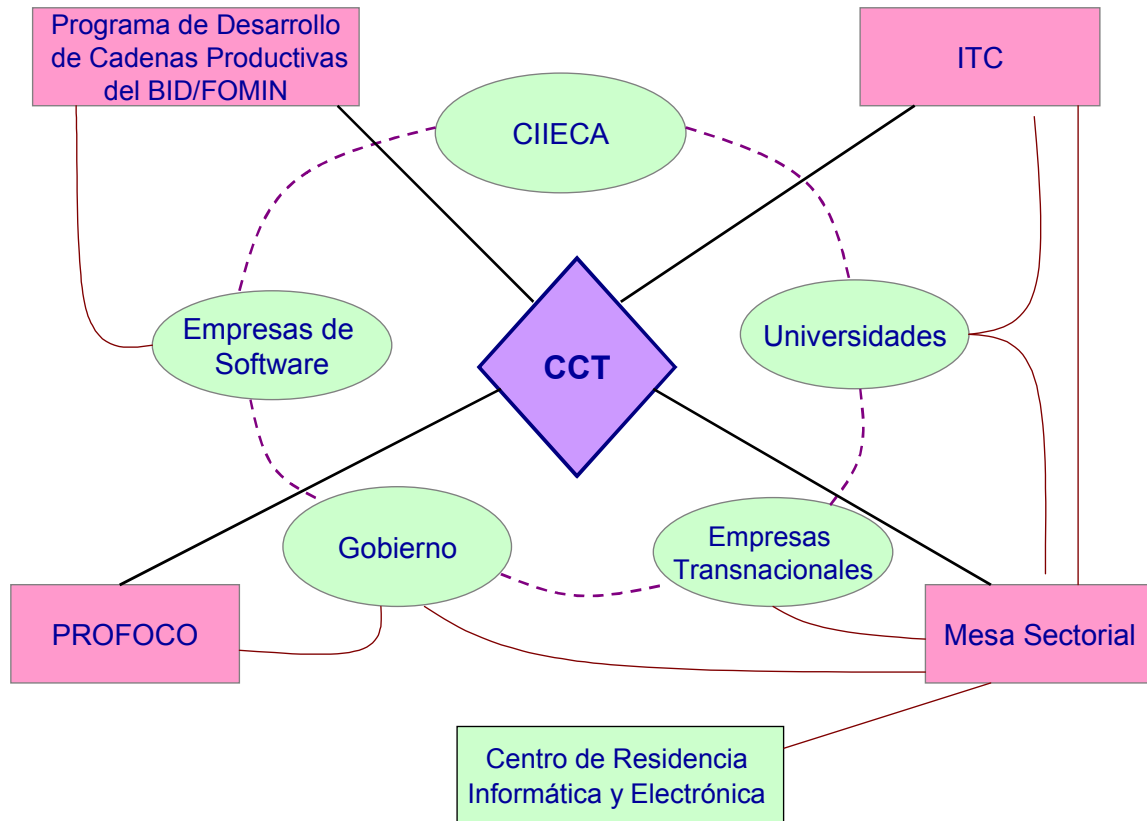 Programa de Desarrollo
de Cadenas Productivas
del BID/FOMIN
ITC
CIIECA
Empresas de
Software
Universidades
CCT
Gobierno
Empresas
Transnacionales
PROFOCO
Mesa Sectorial
Centro de Residencia
Informática y Electrónica